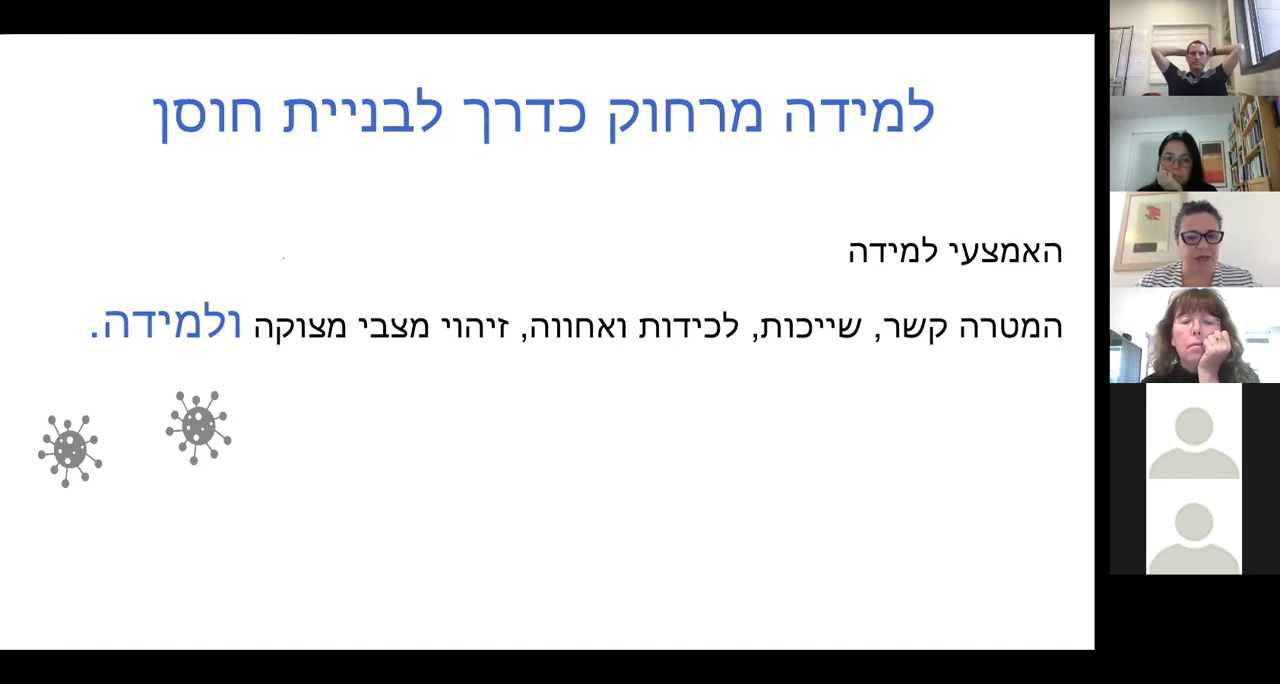 למידה מרחוק כדרך לבניית חוסן
האמצעי למידה
המטרה קשר, שייכות, לכידות ואחווה, זיהוי מצבי מצוקה ולמידה.